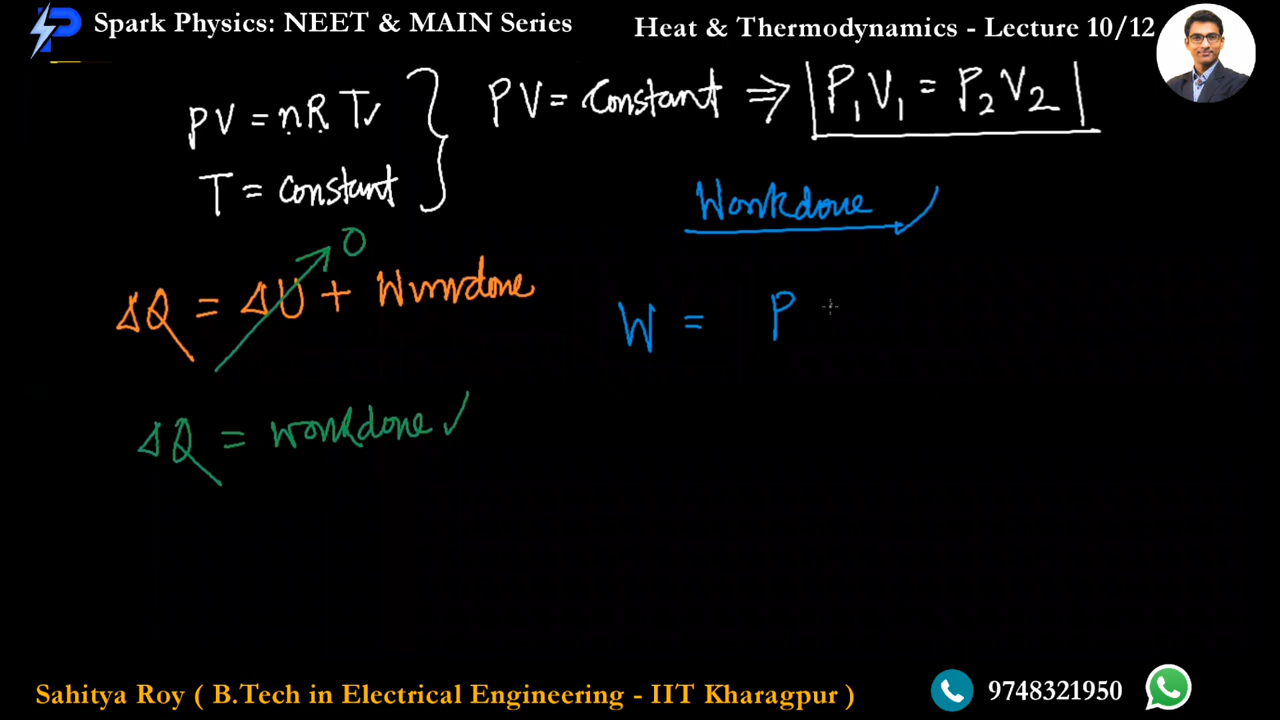 Spark Physics: NEET & MAIN Series
Heat & Thermodynamics - Lecture 10/12
PV = nRT
T = constant
PV = Constant ⇒ P₁V₁ = P₂V₂
Workdone
ΔQ = ΔU + Workdone
0
W = P
ΔQ = workdone ✓
Sahitya Roy ( B.Tech in Electrical Engineering - IIT Kharagpur )
9748321950